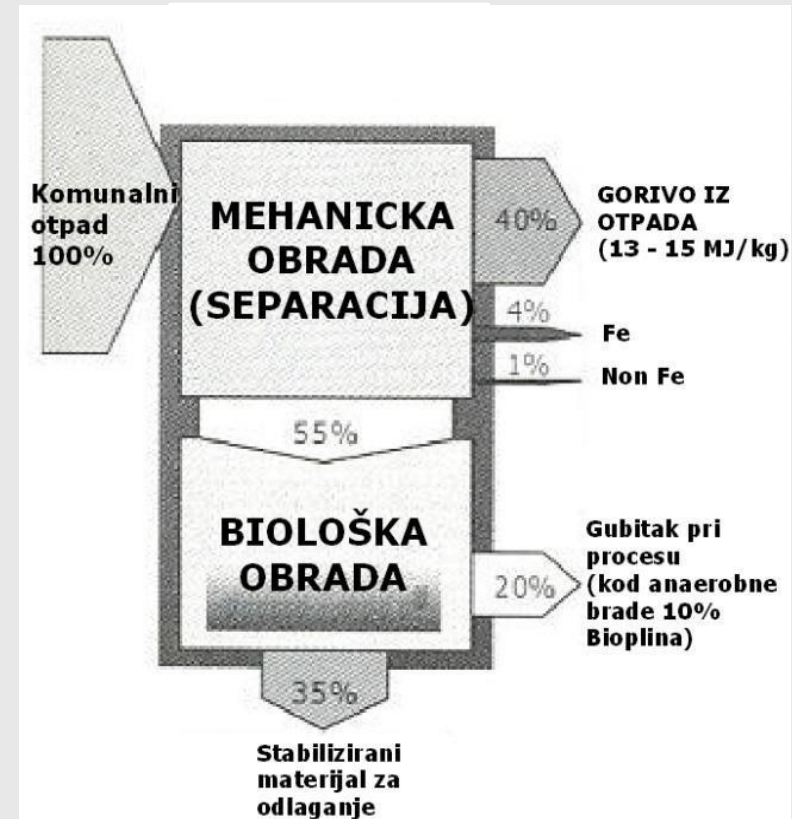 Komunalni
otpad
100%
MEHANICKA
OBRADA
(SEPARACIJA)
40%
GORIVO IZ
OTPADA
(13 - 15 MJ/kg)
4%
Fe
1%
Non Fe
55%
BIOLOŠKA
OBRADA
20%
Gubitak pri
procesu
(kod anaerobne
brade 10%
Bioplina)
35%
Stabilizirani
materijal za
odlaganje